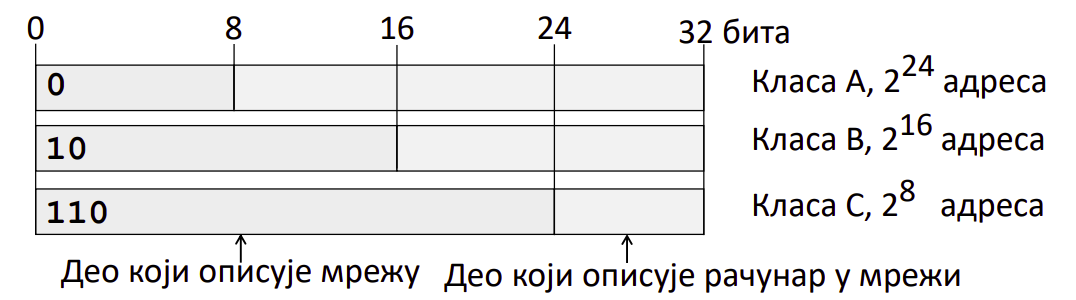 0 8 16 24 32 бита
0 Класа А, 2^24 адреса
10 Класа B, 2^16 адреса
110 Класа C, 2^8 адреса
Део који описује мрежу Део који описује рачунар у мрежи